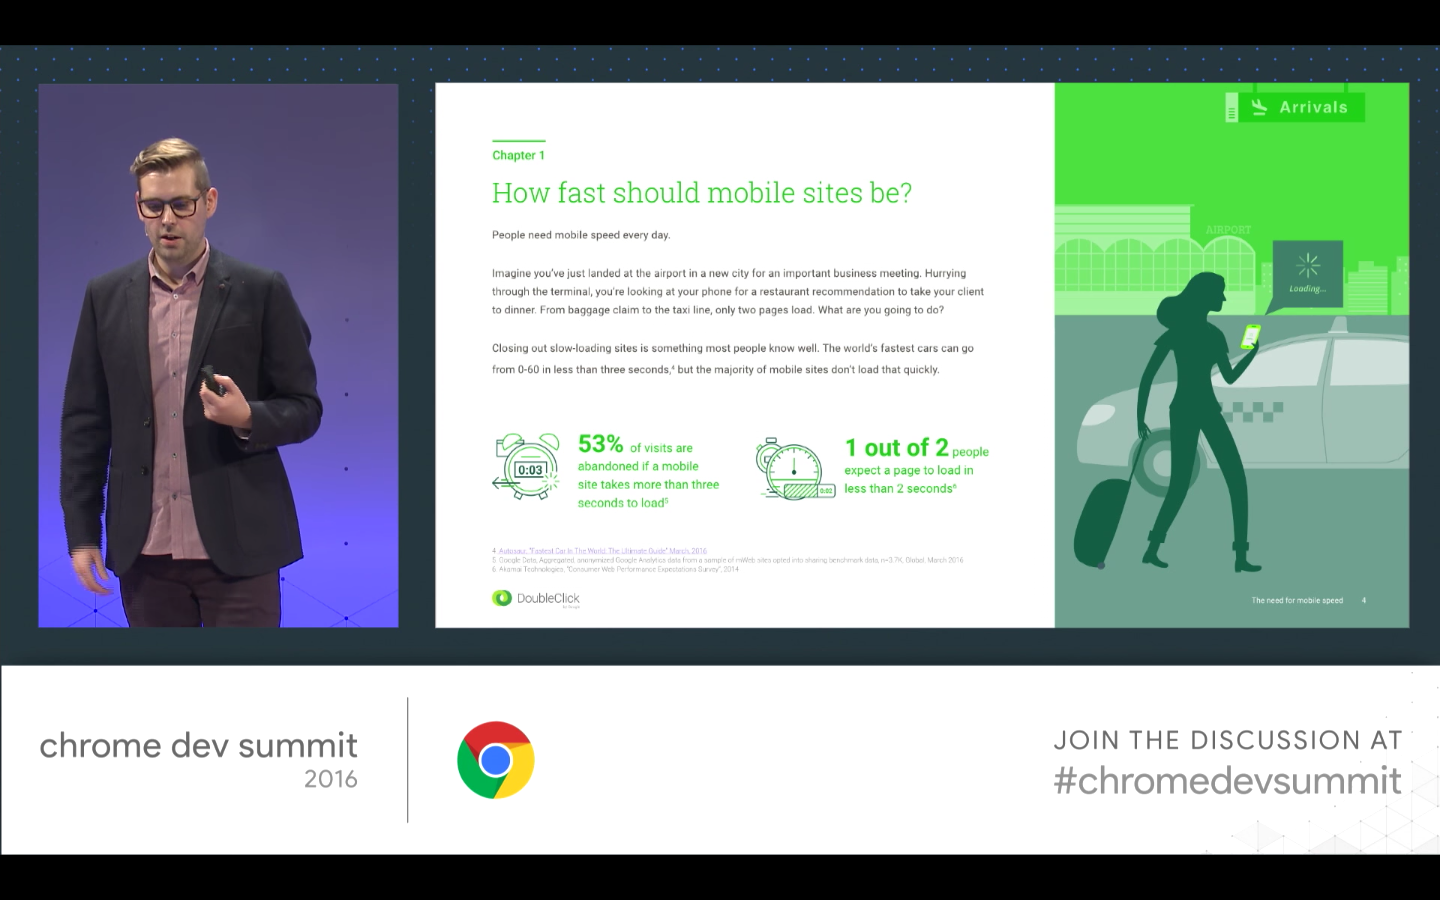 Arrivals
Chapter 1
How fast should mobile sites be?
People need mobile speed every day.
Imagine you've just landed at the airport in a new city for an important business meeting. Hurrying
through the terminal, you're looking at your phone for a restaurant recommendation to take your client
to dinner. From baggage claim to the taxi line, only two pages load. What are you going to do?
Closing out slow-loading sites is something most people know well. The world's fastest cars can go
from 0-60 in less than three seconds,⁴ but the majority of mobile sites don't load that quickly.
AIRPORT
Loading...
0:03
53% of visits are
abandoned if a mobile
site takes more than three
seconds to load⁵
0:02
1 out of 2 people
expect a page to load in
less than 2 seconds⁶
4. Autosaur, "Fastest Car In The World: The Ultimate Guide" March, 2016
5. Google Data, Aggregated, anonymized Google Analytics data from a sample of mWeb sites opted into sharing benchmark data, n=3.7K, Global, March 2016
6. Akamai Technologies, "Consumer Web Performance Expectations Survey", 2014
DoubleClick
by Google
The need for mobile speed 4
chrome dev summit
2016
JOIN THE DISCUSSION AT
#chromedevsummit